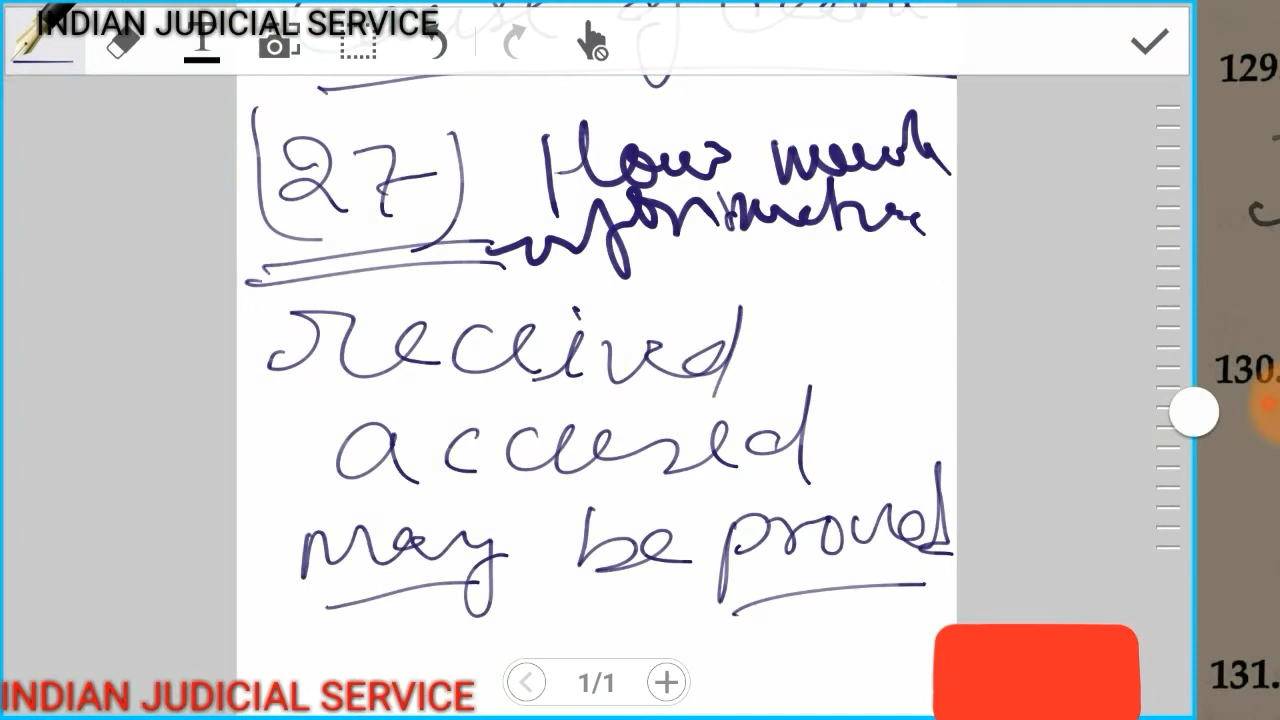 INDIAN JUDICIAL SERVICE
T
(27) How much
information
received
accused
may be proved
1/1
INDIAN JUDICIAL SERVICE
129.
130.
131.